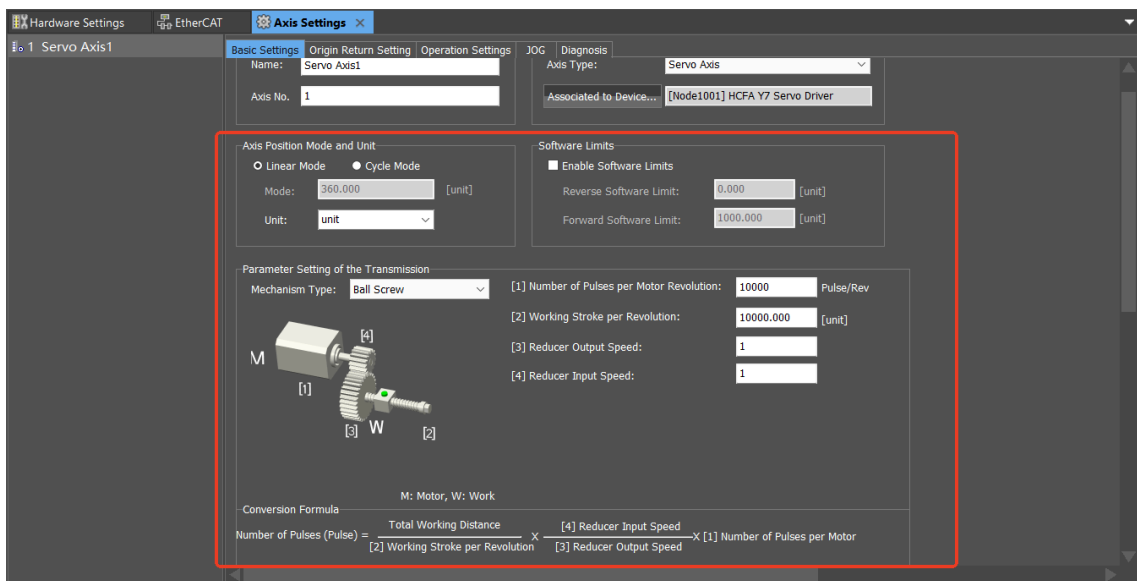 Hardware Settings EtherCAT Axis Settings ×
1 Servo Axis1
Basic Settings Origin Return Setting Operation Settings JOG Diagnosis
Name: Servo Axis1 Axis Type: Servo Axis
Axis No. 1 Associated to Device... [Node1001] HCFA Y7 Servo Driver
Axis Position Mode and Unit Software Limits
Linear Mode Cycle Mode Enable Software Limits
Mode: 360.000 [unit] Reverse Software Limit: 0.000 [unit]
Unit: unit Forward Software Limit: 1000.000 [unit]
Parameter Setting of the Transmission
Mechanism Type: Ball Screw [1] Number of Pulses per Motor Revolution: 10000 Pulse/Rev
[2] Working Stroke per Revolution: 10000.000 [unit]
[3] Reducer Output Speed: 1
[4] Reducer Input Speed: 1
[4]
M
[1]
[3] W [2]
M: Motor, W: Work
Conversion Formula
Total Working Distance [4] Reducer Input Speed
Number of Pulses (Pulse) = X X [1] Number of Pulses per Motor
[2] Working Stroke per Revolution [3] Reducer Output Speed